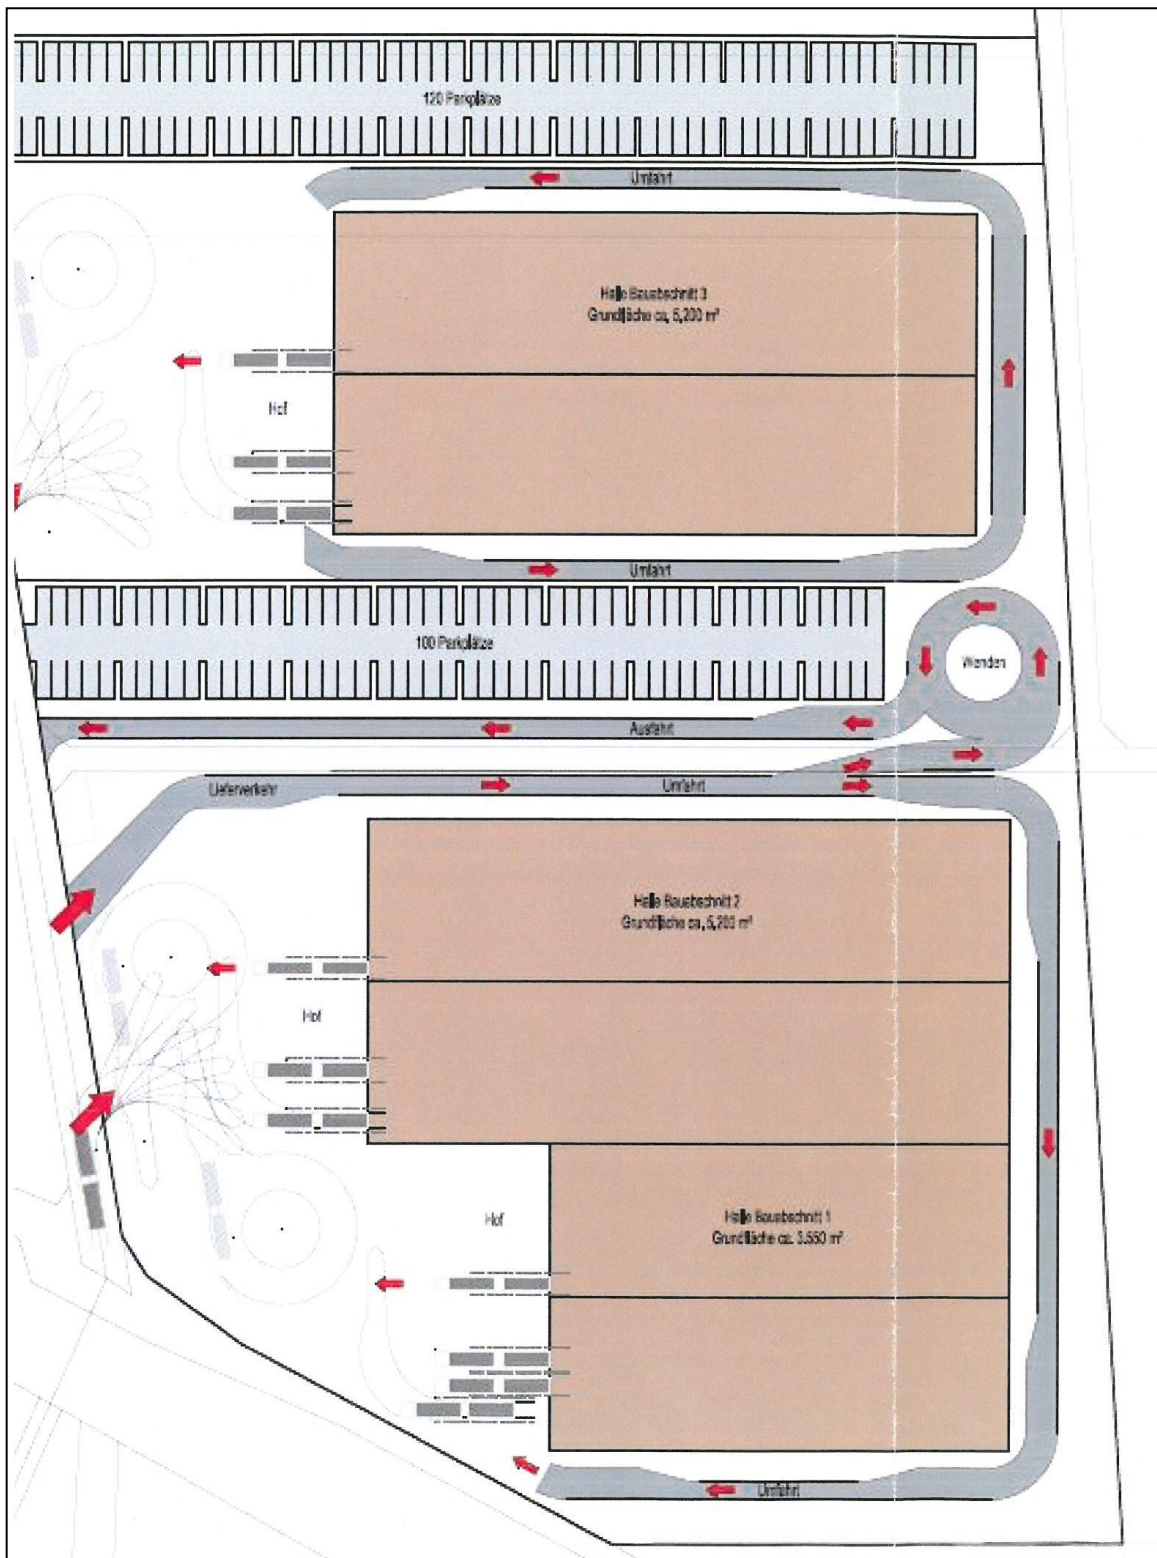 120 Parkplätze
Umfahrt
Halle Bauabschnitt 3
Grundfläche ca. 5.200 m²
Hof
Umfahrt
100 Parkplätze
Wenden
Ausfahrt
Lieferverkehr
Umfahrt
Halle Bauabschnitt 2
Grundfläche ca. 5.200 m²
Hof
Hof
Halle Bauabschnitt 1
Grundfläche ca. 3.550 m²
Umfahrt